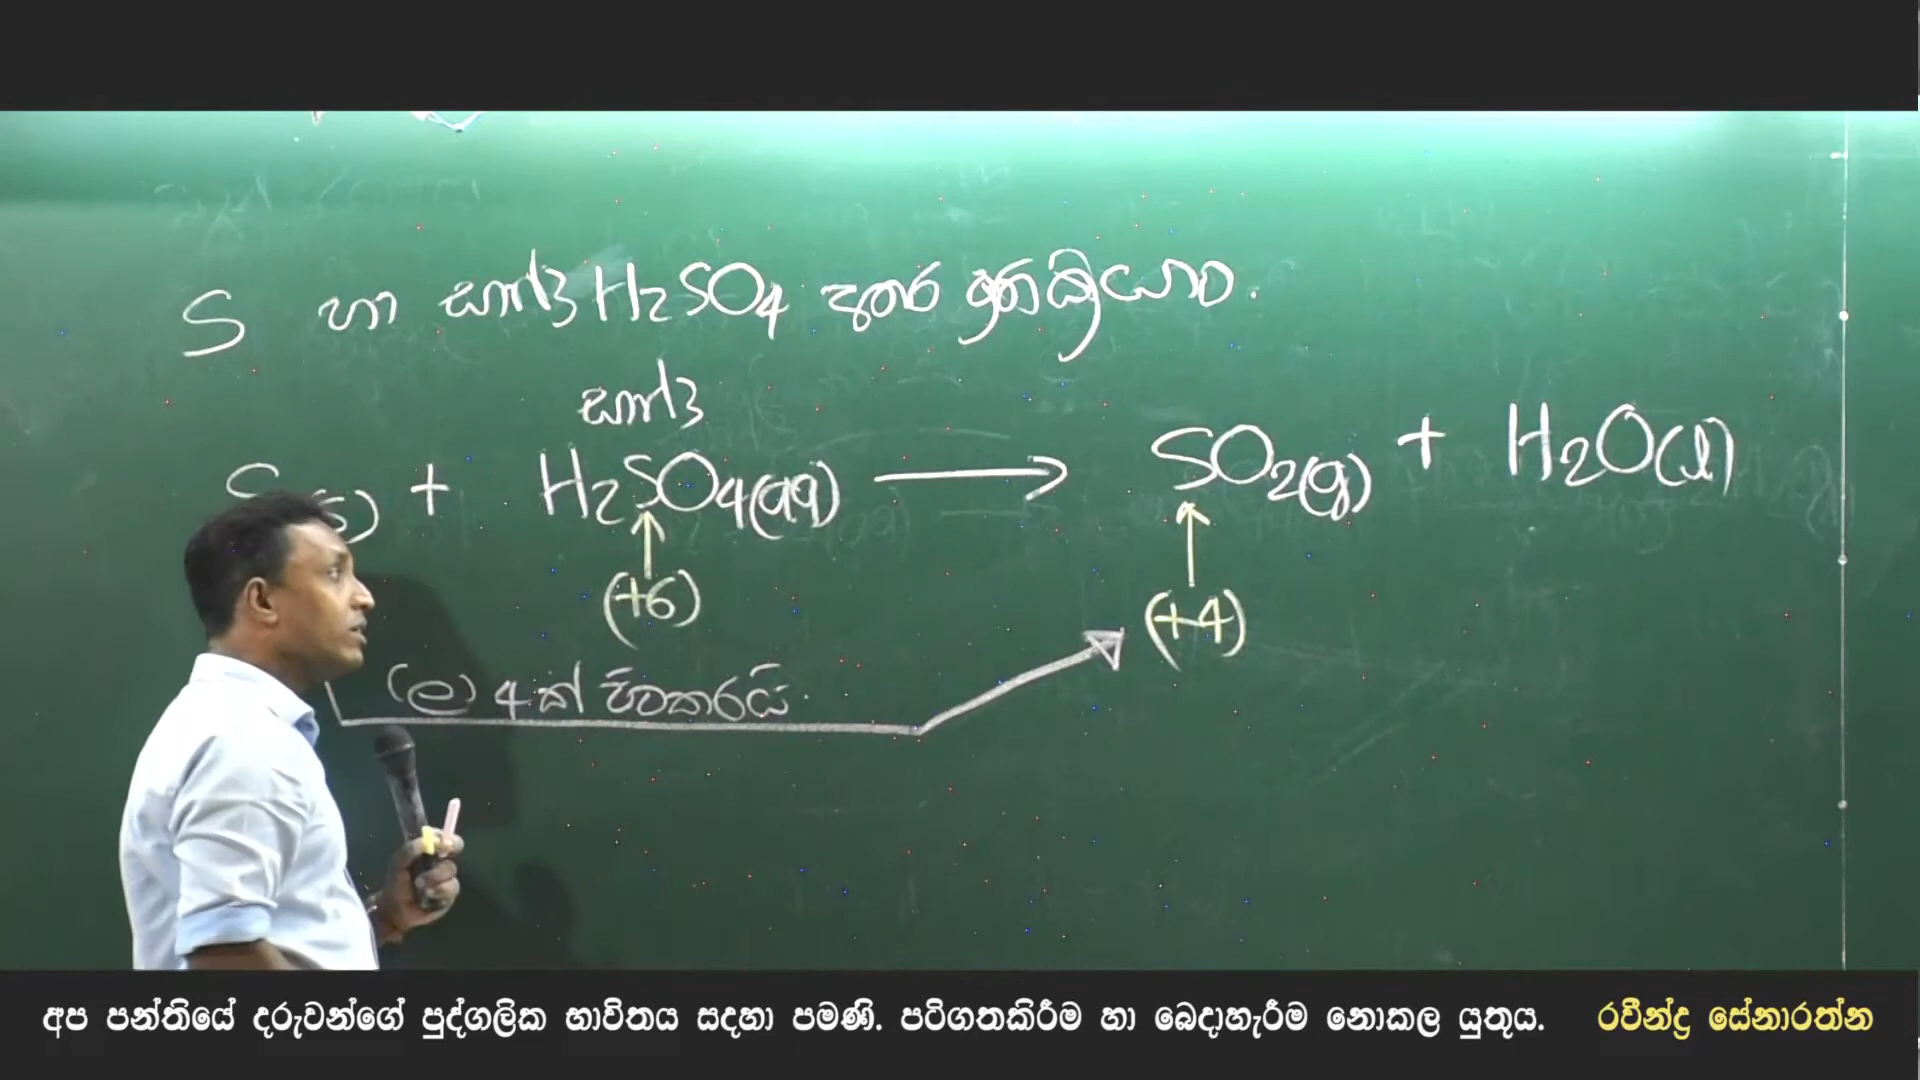 S හා සාන්ද්‍ර H₂SO₄ අතර ප්‍රතික්‍රියාව.
සාන්ද්‍ර
S(s) + H₂SO₄(aq) ⟶ SO₂(g) + H₂O(l)
↑ ↑
(+6) (+4)
(ල) 4ක් පිටකරයි.
අප පන්තියේ දරුවන්ගේ පුද්ගලික භාවිතය සදහා පමණි. පටිගතකිරීම හා බෙදාහැරීම නොකල යුතුය. රවීන්ද්‍ර සේනාරත්න